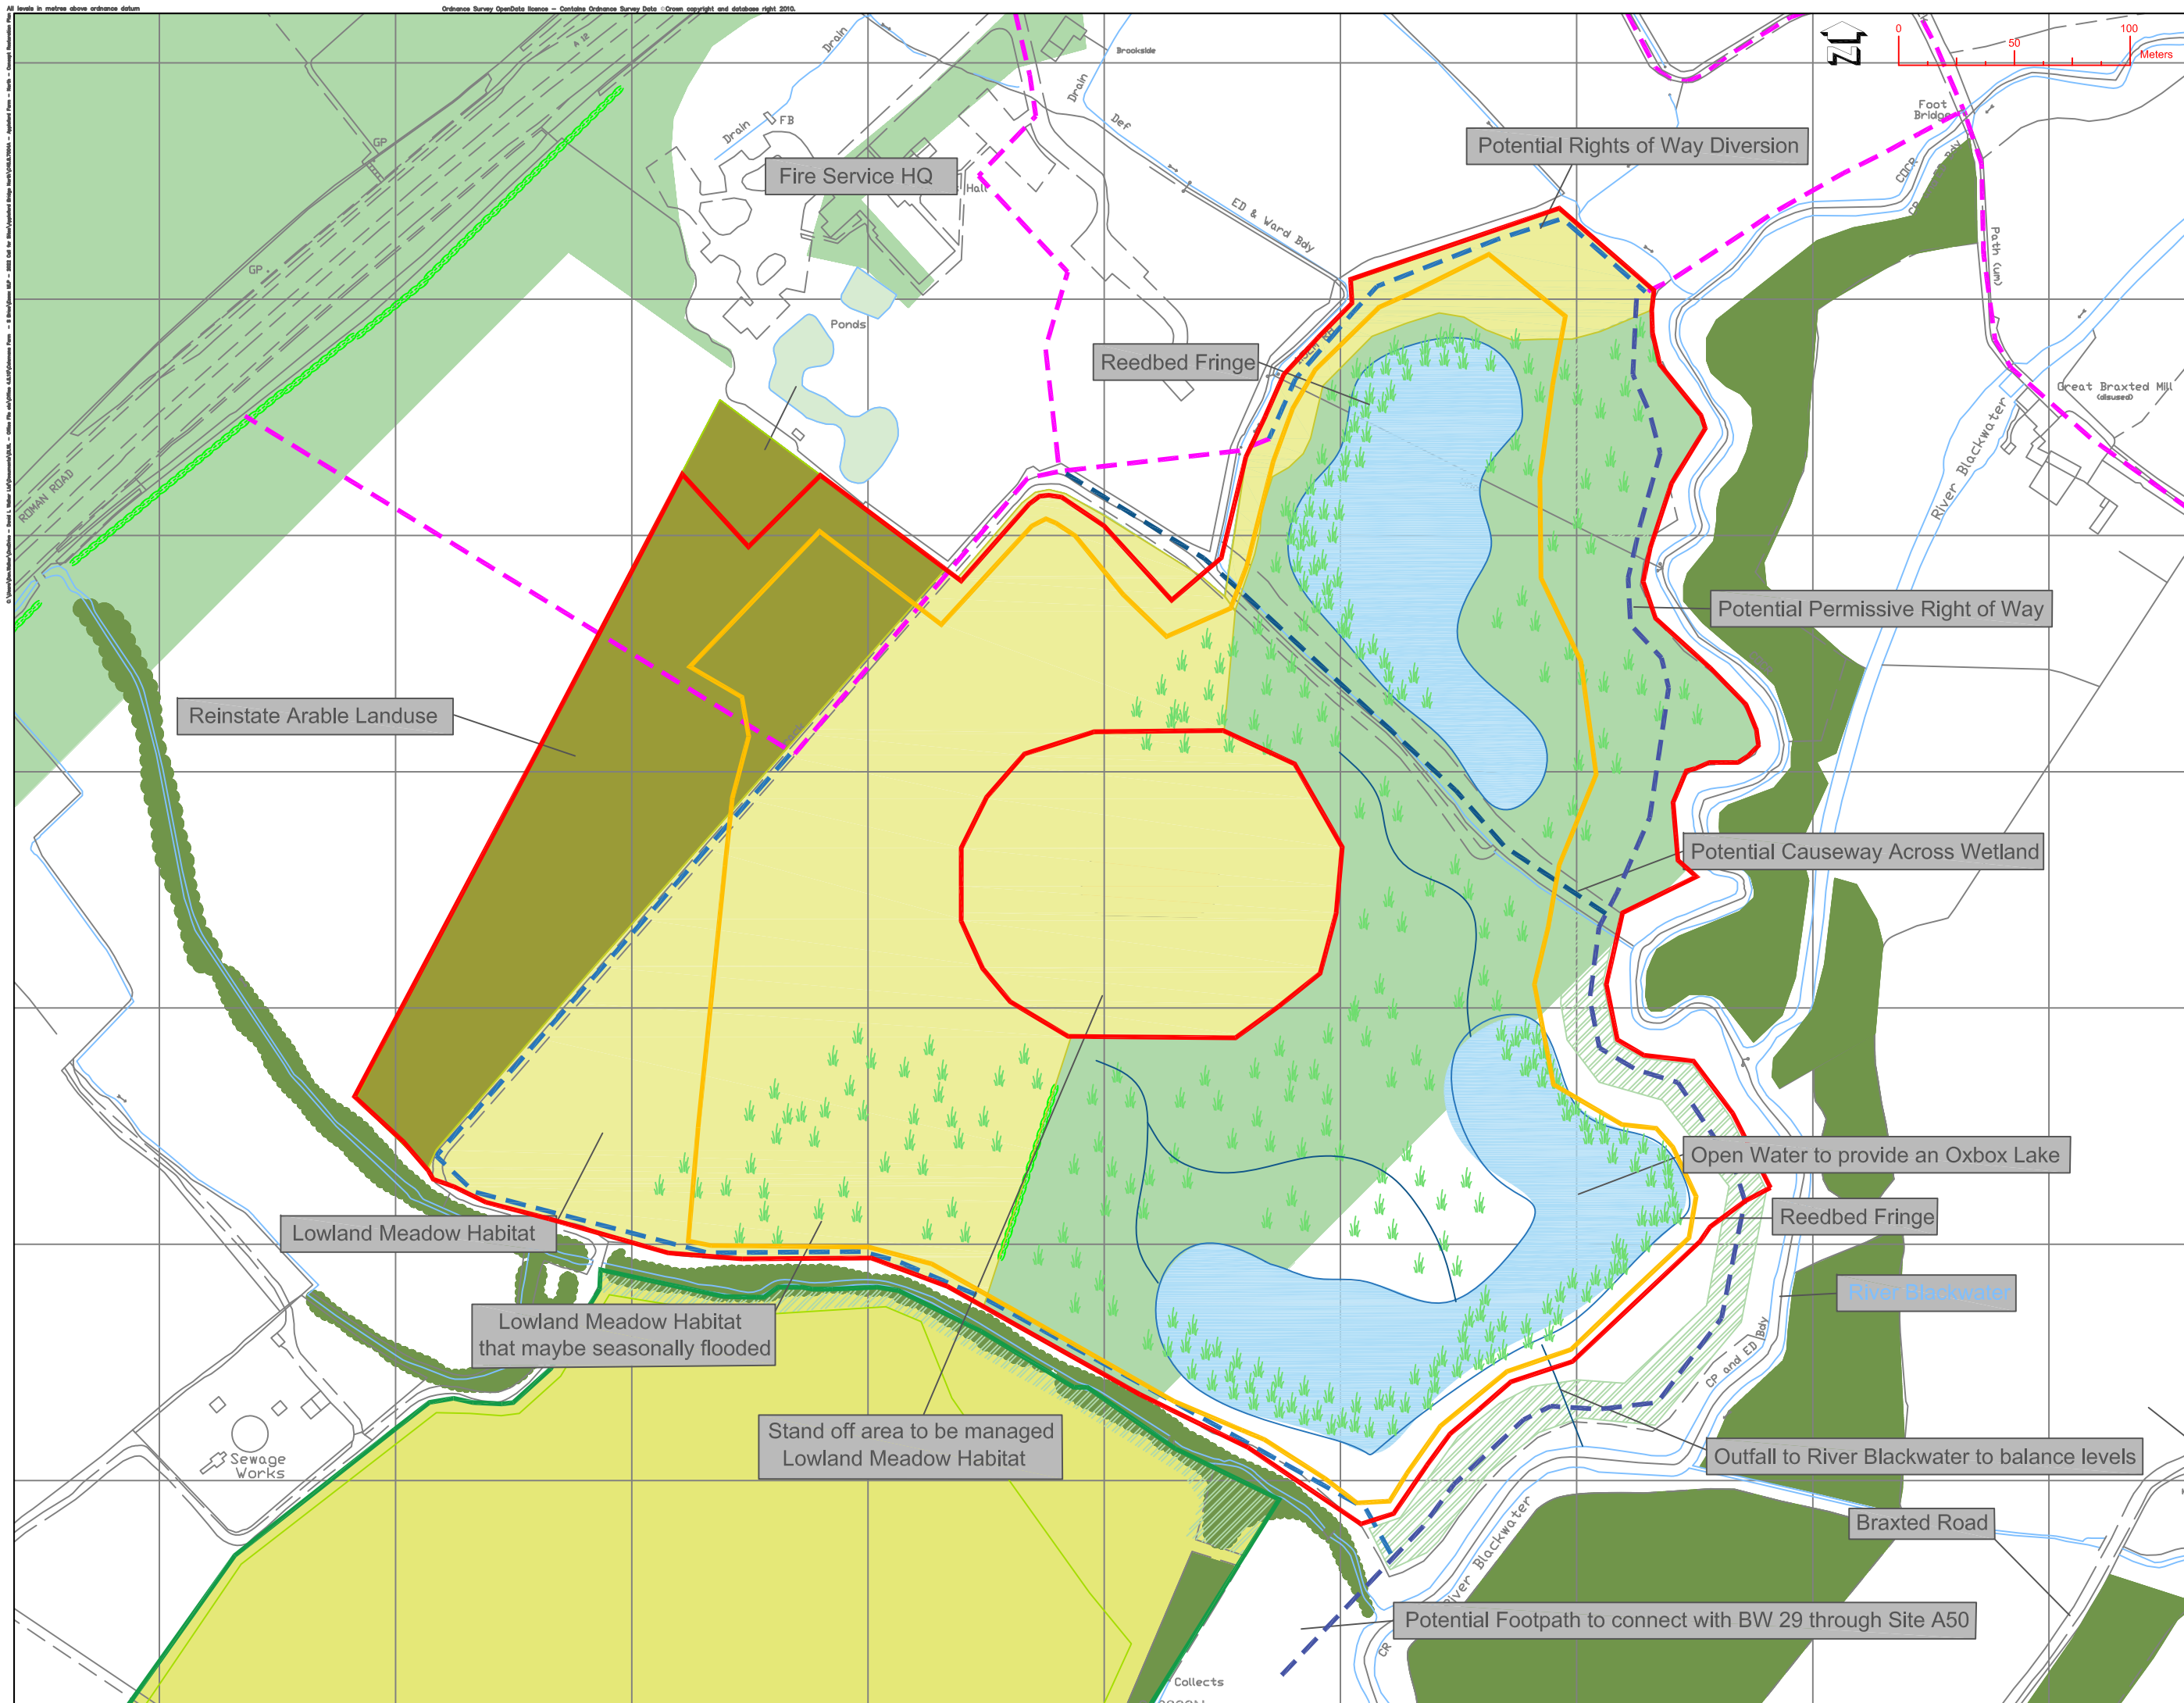 All levels in metres above ordnance datum
Ordnance Survey OpenData licence - Contains Ordnance Survey Data ©Crown copyright and database right 2010.
A 12
Drain
Brookside
0
50
100
Meters
GP
Drain
FB
Drain
Def
Foot
Bridge
Potential Rights of Way Diversion
Fire Service HQ
Hall
COCR
Bdy
CR
ED & Ward Bdy
Path (um)
GP
Ponds
Reedbed Fringe
Great Braxted Mill
(disused)
River Blackwater
ROMAN ROAD
Potential Permissive Right of Way
Reinstate Arable Landuse
Track
Potential Causeway Across Wetland
Open Water to provide an Oxbox Lake
Reedbed Fringe
Lowland Meadow Habitat
River Blackwater
Lowland Meadow Habitat
that maybe seasonally flooded
CP and ED Bdy
Stand off area to be managed
Lowland Meadow Habitat
Sewage
Works
Outfall to River Blackwater to balance levels
Braxted Road
River Blackwater
Potential Footpath to connect with BW 29 through Site A50
CR
Collects